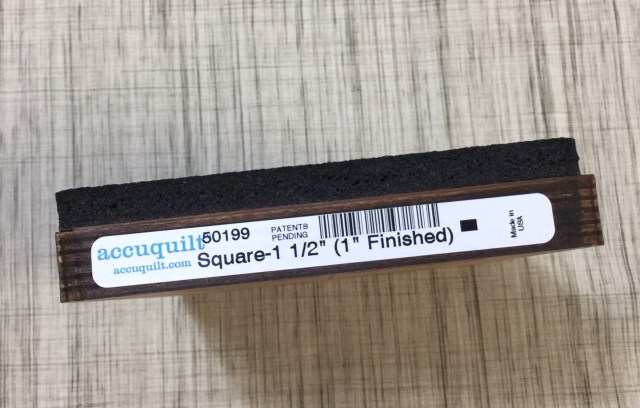 accuquilt
accuquilt.com
50199
PATENTS
PENDING
Square-1 1/2" (1" Finished)
Made in
USA